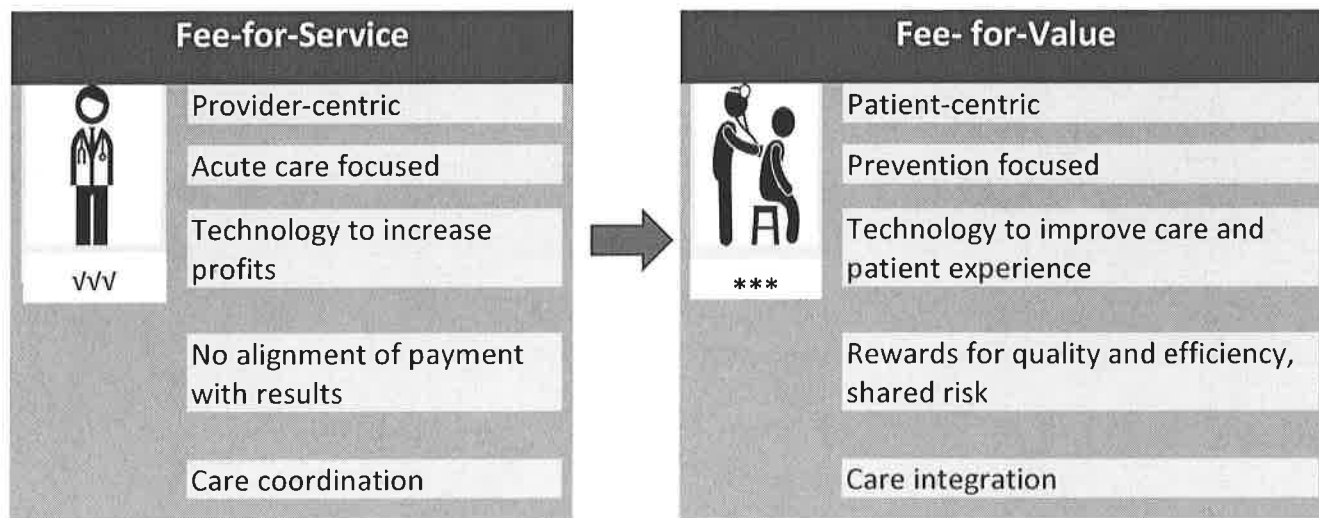 Fee-for-Service
Provider-centric
Acute care focused
Technology to increase
profits
√√√
No alignment of payment
with results
Care coordination
Fee- for-Value
Patient-centric
Prevention focused
Technology to improve care and
patient experience
***
Rewards for quality and efficiency,
shared risk
Care integration